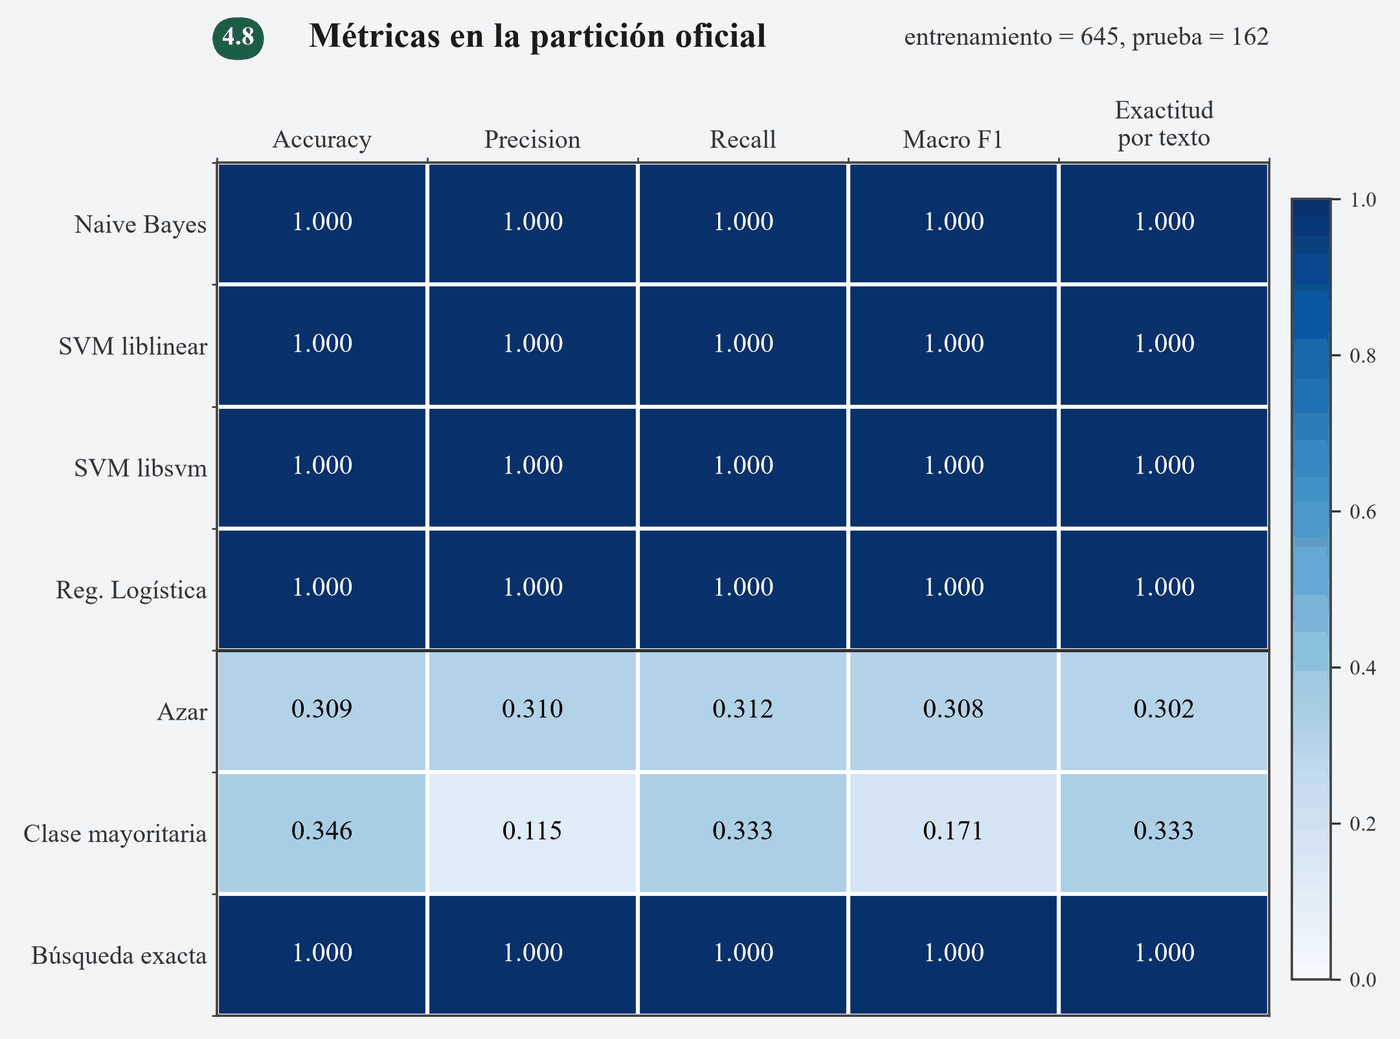 4.8 Métricas en la partición oficial entrenamiento = 645, prueba = 162
Exactitud
Accuracy Precision Recall Macro F1 por texto
Naive Bayes 1.000 1.000 1.000 1.000 1.000
SVM liblinear 1.000 1.000 1.000 1.000 1.000
SVM libsvm 1.000 1.000 1.000 1.000 1.000
Reg. Logística 1.000 1.000 1.000 1.000 1.000
Azar 0.309 0.310 0.312 0.308 0.302
Clase mayoritaria 0.346 0.115 0.333 0.171 0.333
Búsqueda exacta 1.000 1.000 1.000 1.000 1.000
1.0
0.8
0.6
0.4
0.2
0.0